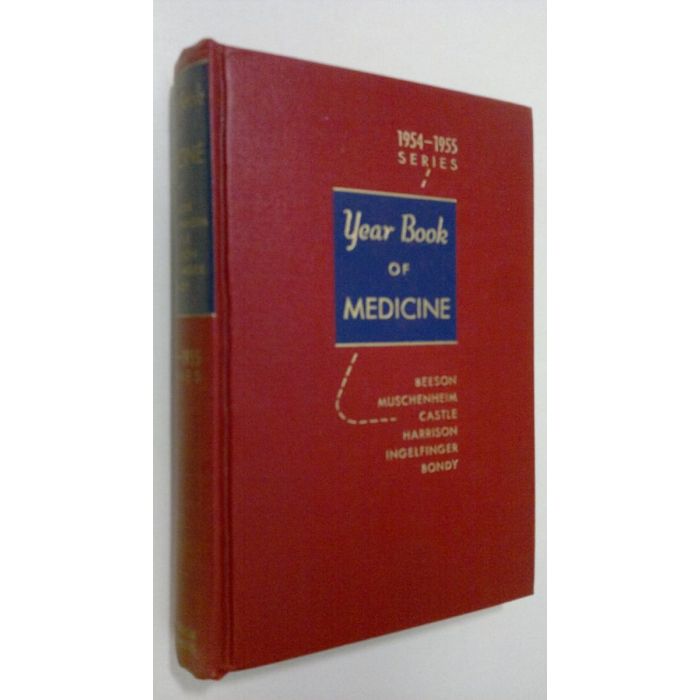 1954-1955
SERIES
Year Book
OF
MEDICINE
BEESON
MUSCHENHEIM
CASTLE
HARRISON
INGELFINGER
BONDY